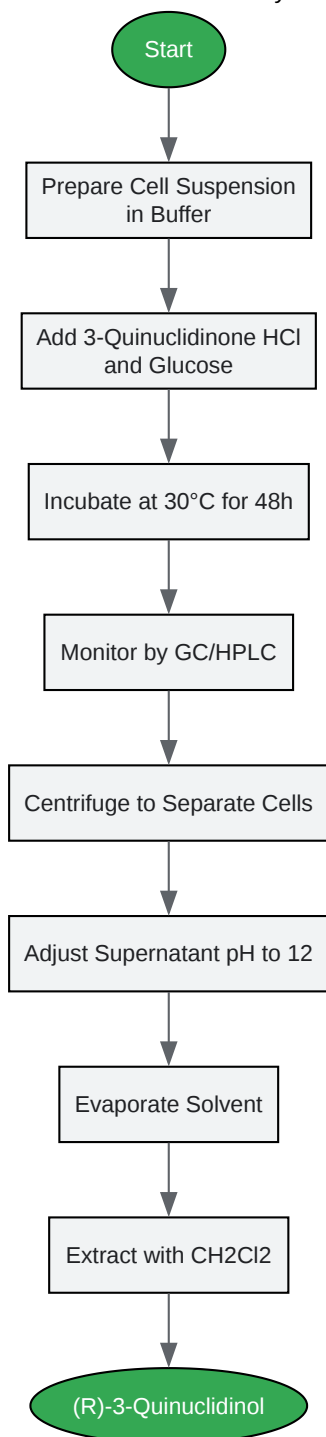 Start
Prepare Cell Suspension
in Buffer
Add 3-Quinuclidinone HCl
and Glucose
Incubate at 30°C for 48h
Monitor by GC/HPLC
Centrifuge to Separate Cells
Adjust Supernatant pH to 12
Evaporate Solvent
Extract with CH2Cl2
(R)-3-Quinuclidinol